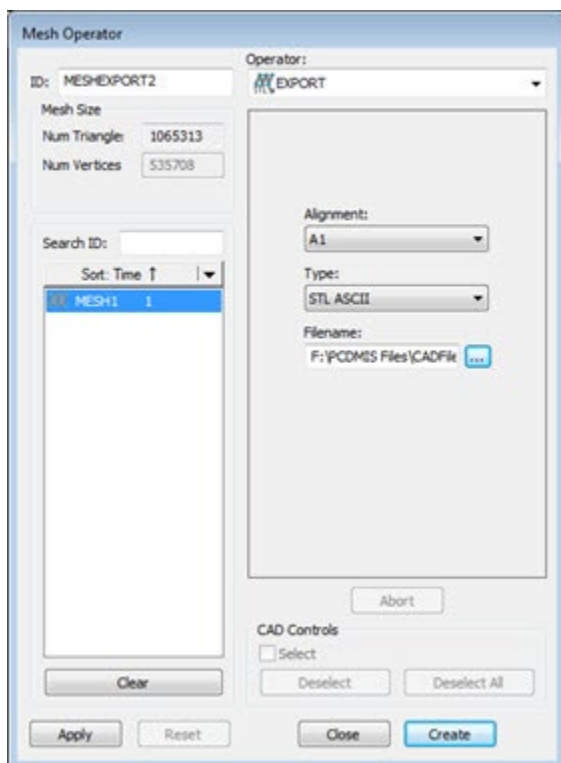 Mesh Operator
ID: MESHEXPORT2
Operator:
EXPORT
Mesh Size
Num Triangle: 1065313
Num Vertices 535708
Search ID:
Sort: Time ↑
MESH1 1
Alignment:
A1
Type:
STL ASCII
Filename:
F:\PCDMIS Files\CADFile
...
Abort
CAD Controls
Select
Deselect Deselect All
Clear
Apply Reset Close Create